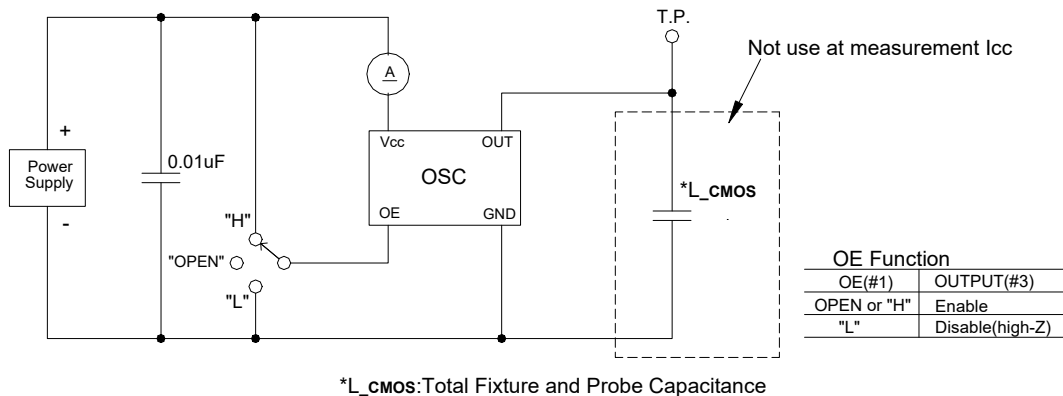 T.P.
Not use at measurement Icc
A
+
Power
Supply
-
0.01uF
Vcc
OUT
OSC
OE
GND
"H"
"OPEN"
"L"
*L_CMOS
OE Function
OE(#1) OUTPUT(#3)
OPEN or "H" Enable
"L" Disable(high-Z)
*L_CMOS:Total Fixture and Probe Capacitance